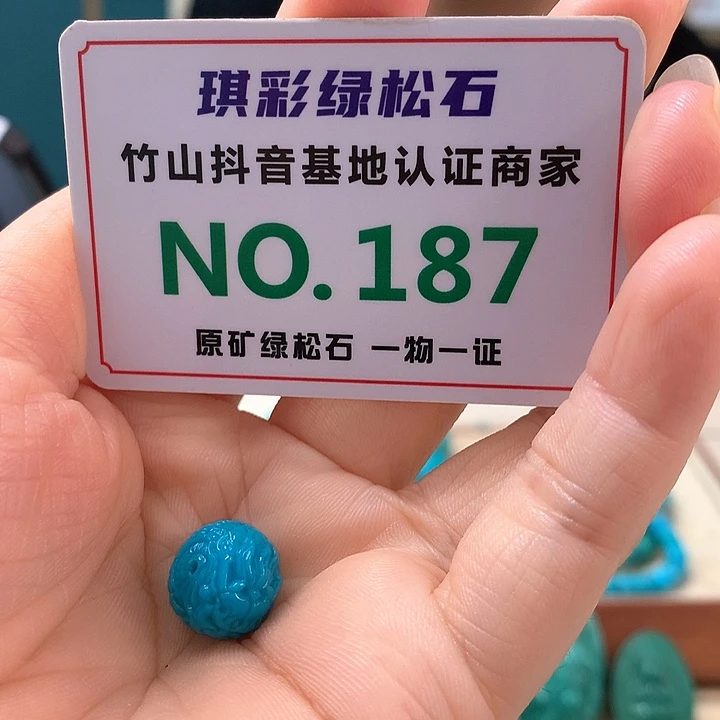 琪彩绿松石
竹山抖音基地认证商家
NO.187
原矿绿松石 一物一证